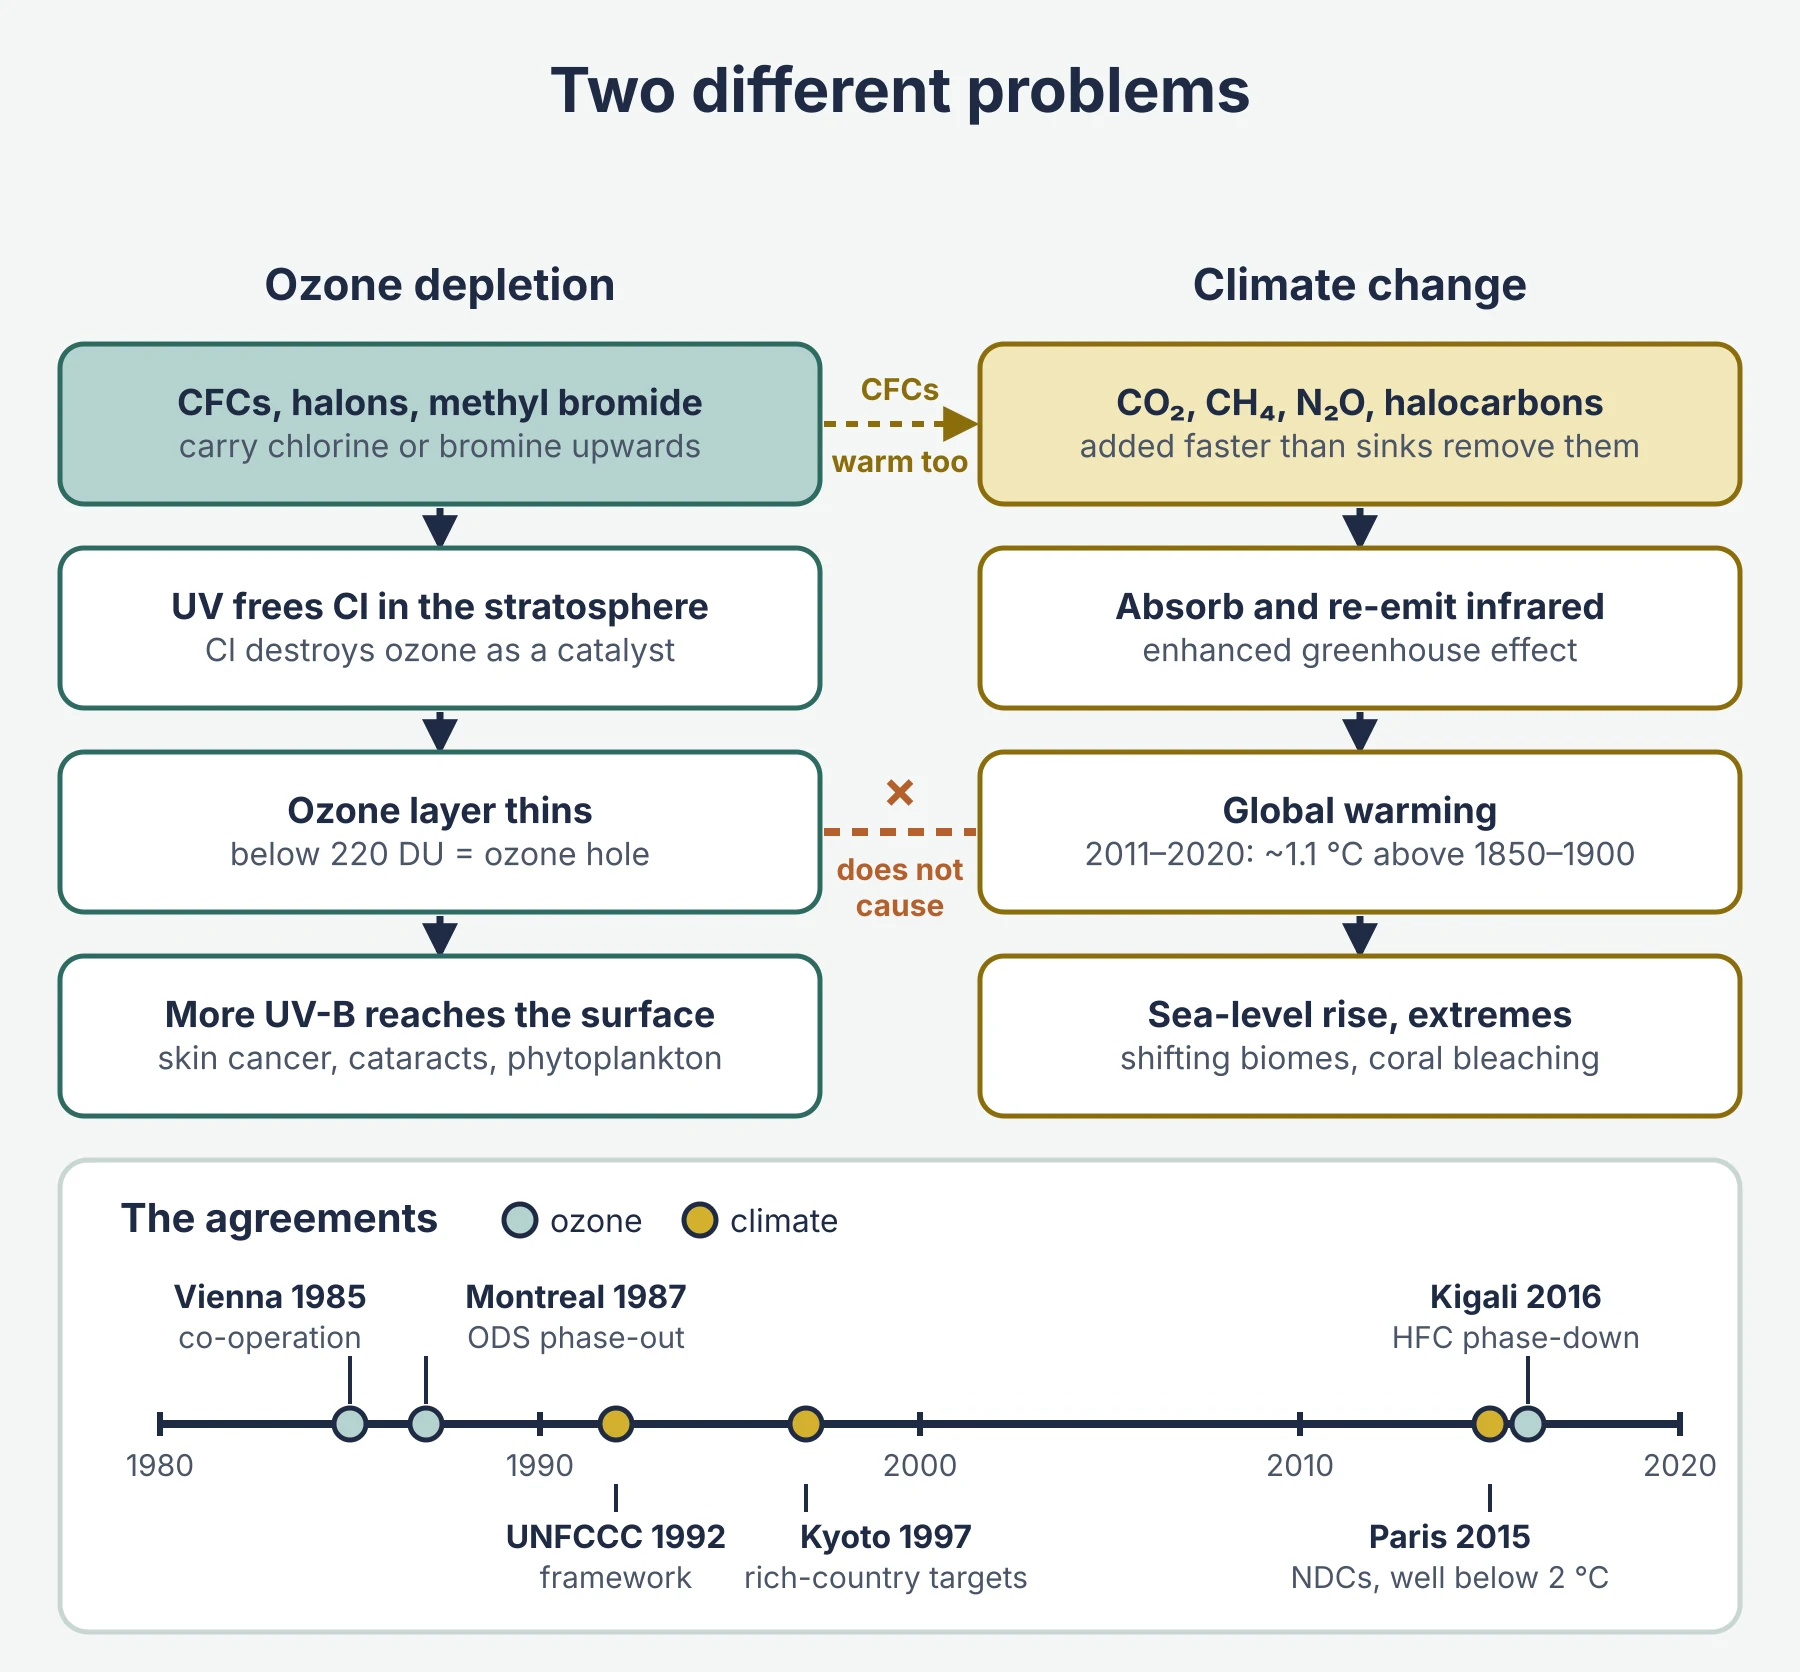 Two different problems
Ozone depletion
Climate change
CFCs, halons, methyl bromide
carry chlorine or bromine upwards
CFCs
warm too
CO₂, CH₄, N₂O, halocarbons
added faster than sinks remove them
UV frees Cl in the stratosphere
Cl destroys ozone as a catalyst
Absorb and re-emit infrared
enhanced greenhouse effect
Ozone layer thins
below 220 DU = ozone hole
×
does not
cause
Global warming
2011–2020: ~1.1 °C above 1850–1900
More UV-B reaches the surface
skin cancer, cataracts, phytoplankton
Sea-level rise, extremes
shifting biomes, coral bleaching
The agreements
ozone
climate
Vienna 1985
co-operation
Montreal 1987
ODS phase-out
Kigali 2016
HFC phase-down
1980
1990
2000
2010
2020
UNFCCC 1992
framework
Kyoto 1997
rich-country targets
Paris 2015
NDCs, well below 2 °C